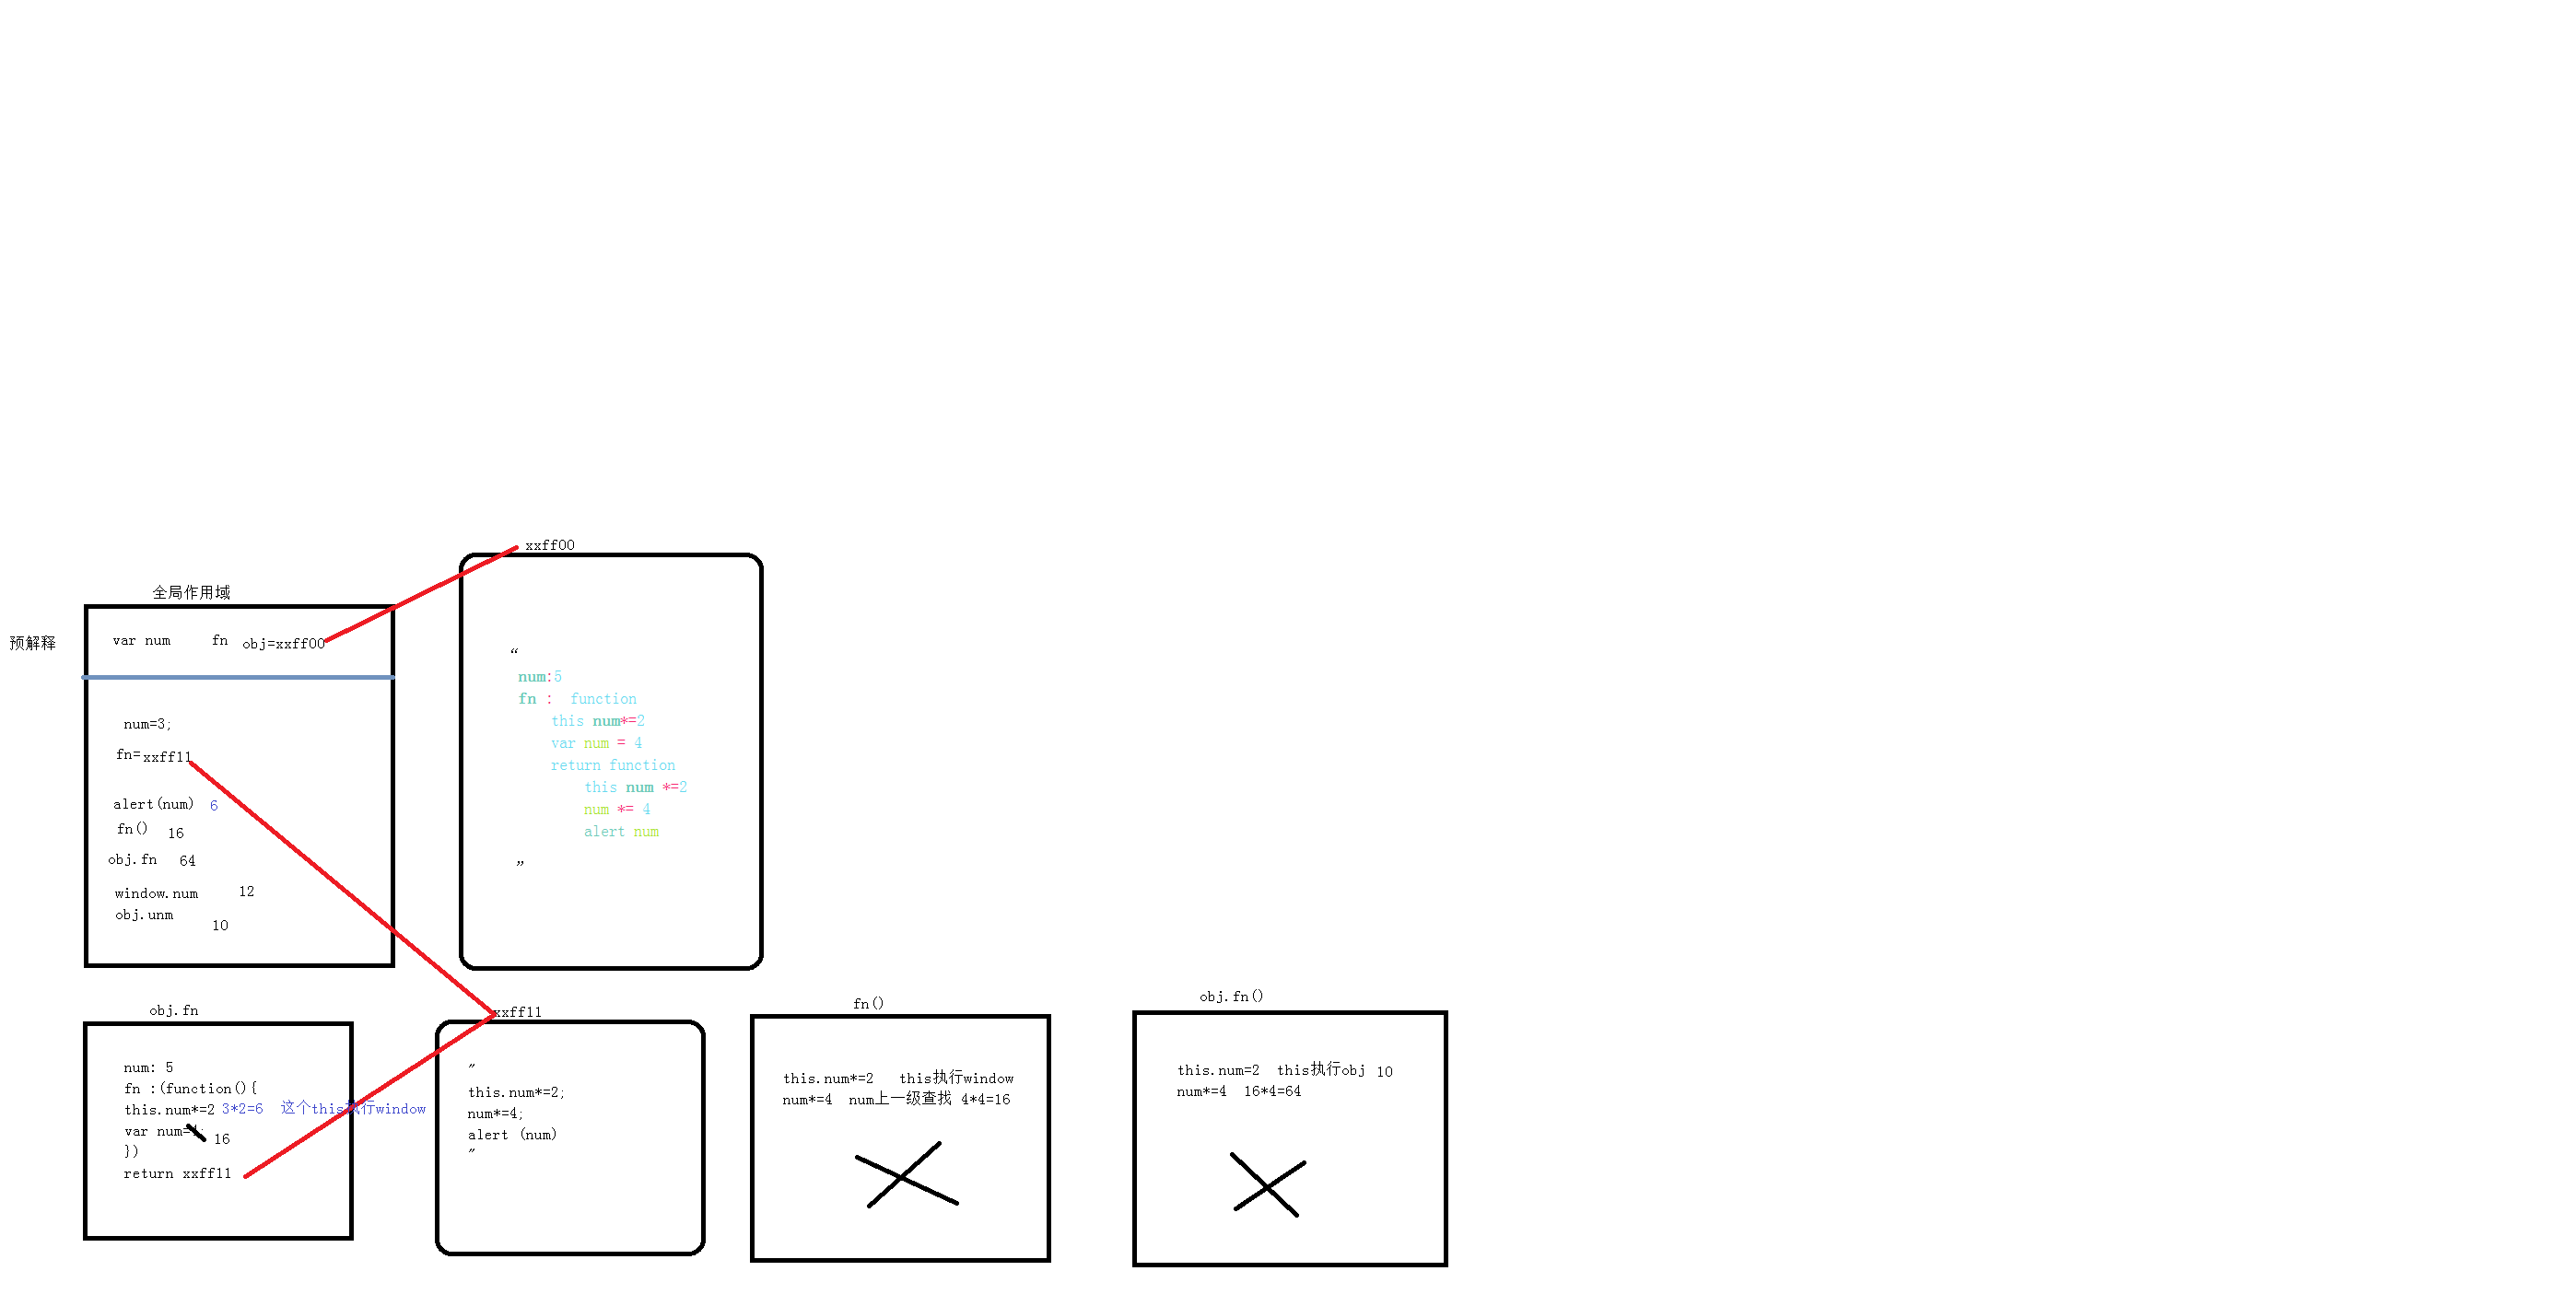 xxff00
全局作用域
预解释
var num fn obj=xxff00
num=3;
fn=xxff11
alert(num) 6
fn() 16
obj.fn 64
window.num 12
obj.unm
10
“
num:5
fn : function
this num*=2
var num = 4
return function
this num *=2
num *= 4
alert num
”
obj.fn
num: 5
fn :(function(){
this.num*=2 3*2=6 这个this执行window
var num= 16
})
return xxff11
xxff11
"
this.num*=2;
num*=4;
alert (num)
"
fn()
this.num*=2 this执行window
num*=4 num上一级查找 4*4=16
obj.fn()
this.num=2 this执行obj 10
num*=4 16*4=64